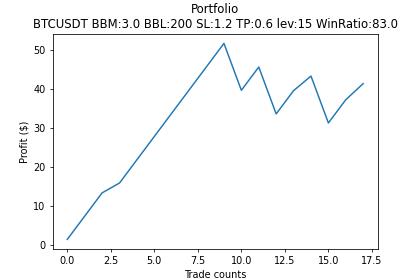 Portfolio
BTCUSDT BBM:3.0 BBL:200 SL:1.2 TP:0.6 lev:15 WinRatio:83.0
50
40
30
20
10
0
Profit ($)
0.0 2.5 5.0 7.5 10.0 12.5 15.0 17.5
Trade counts